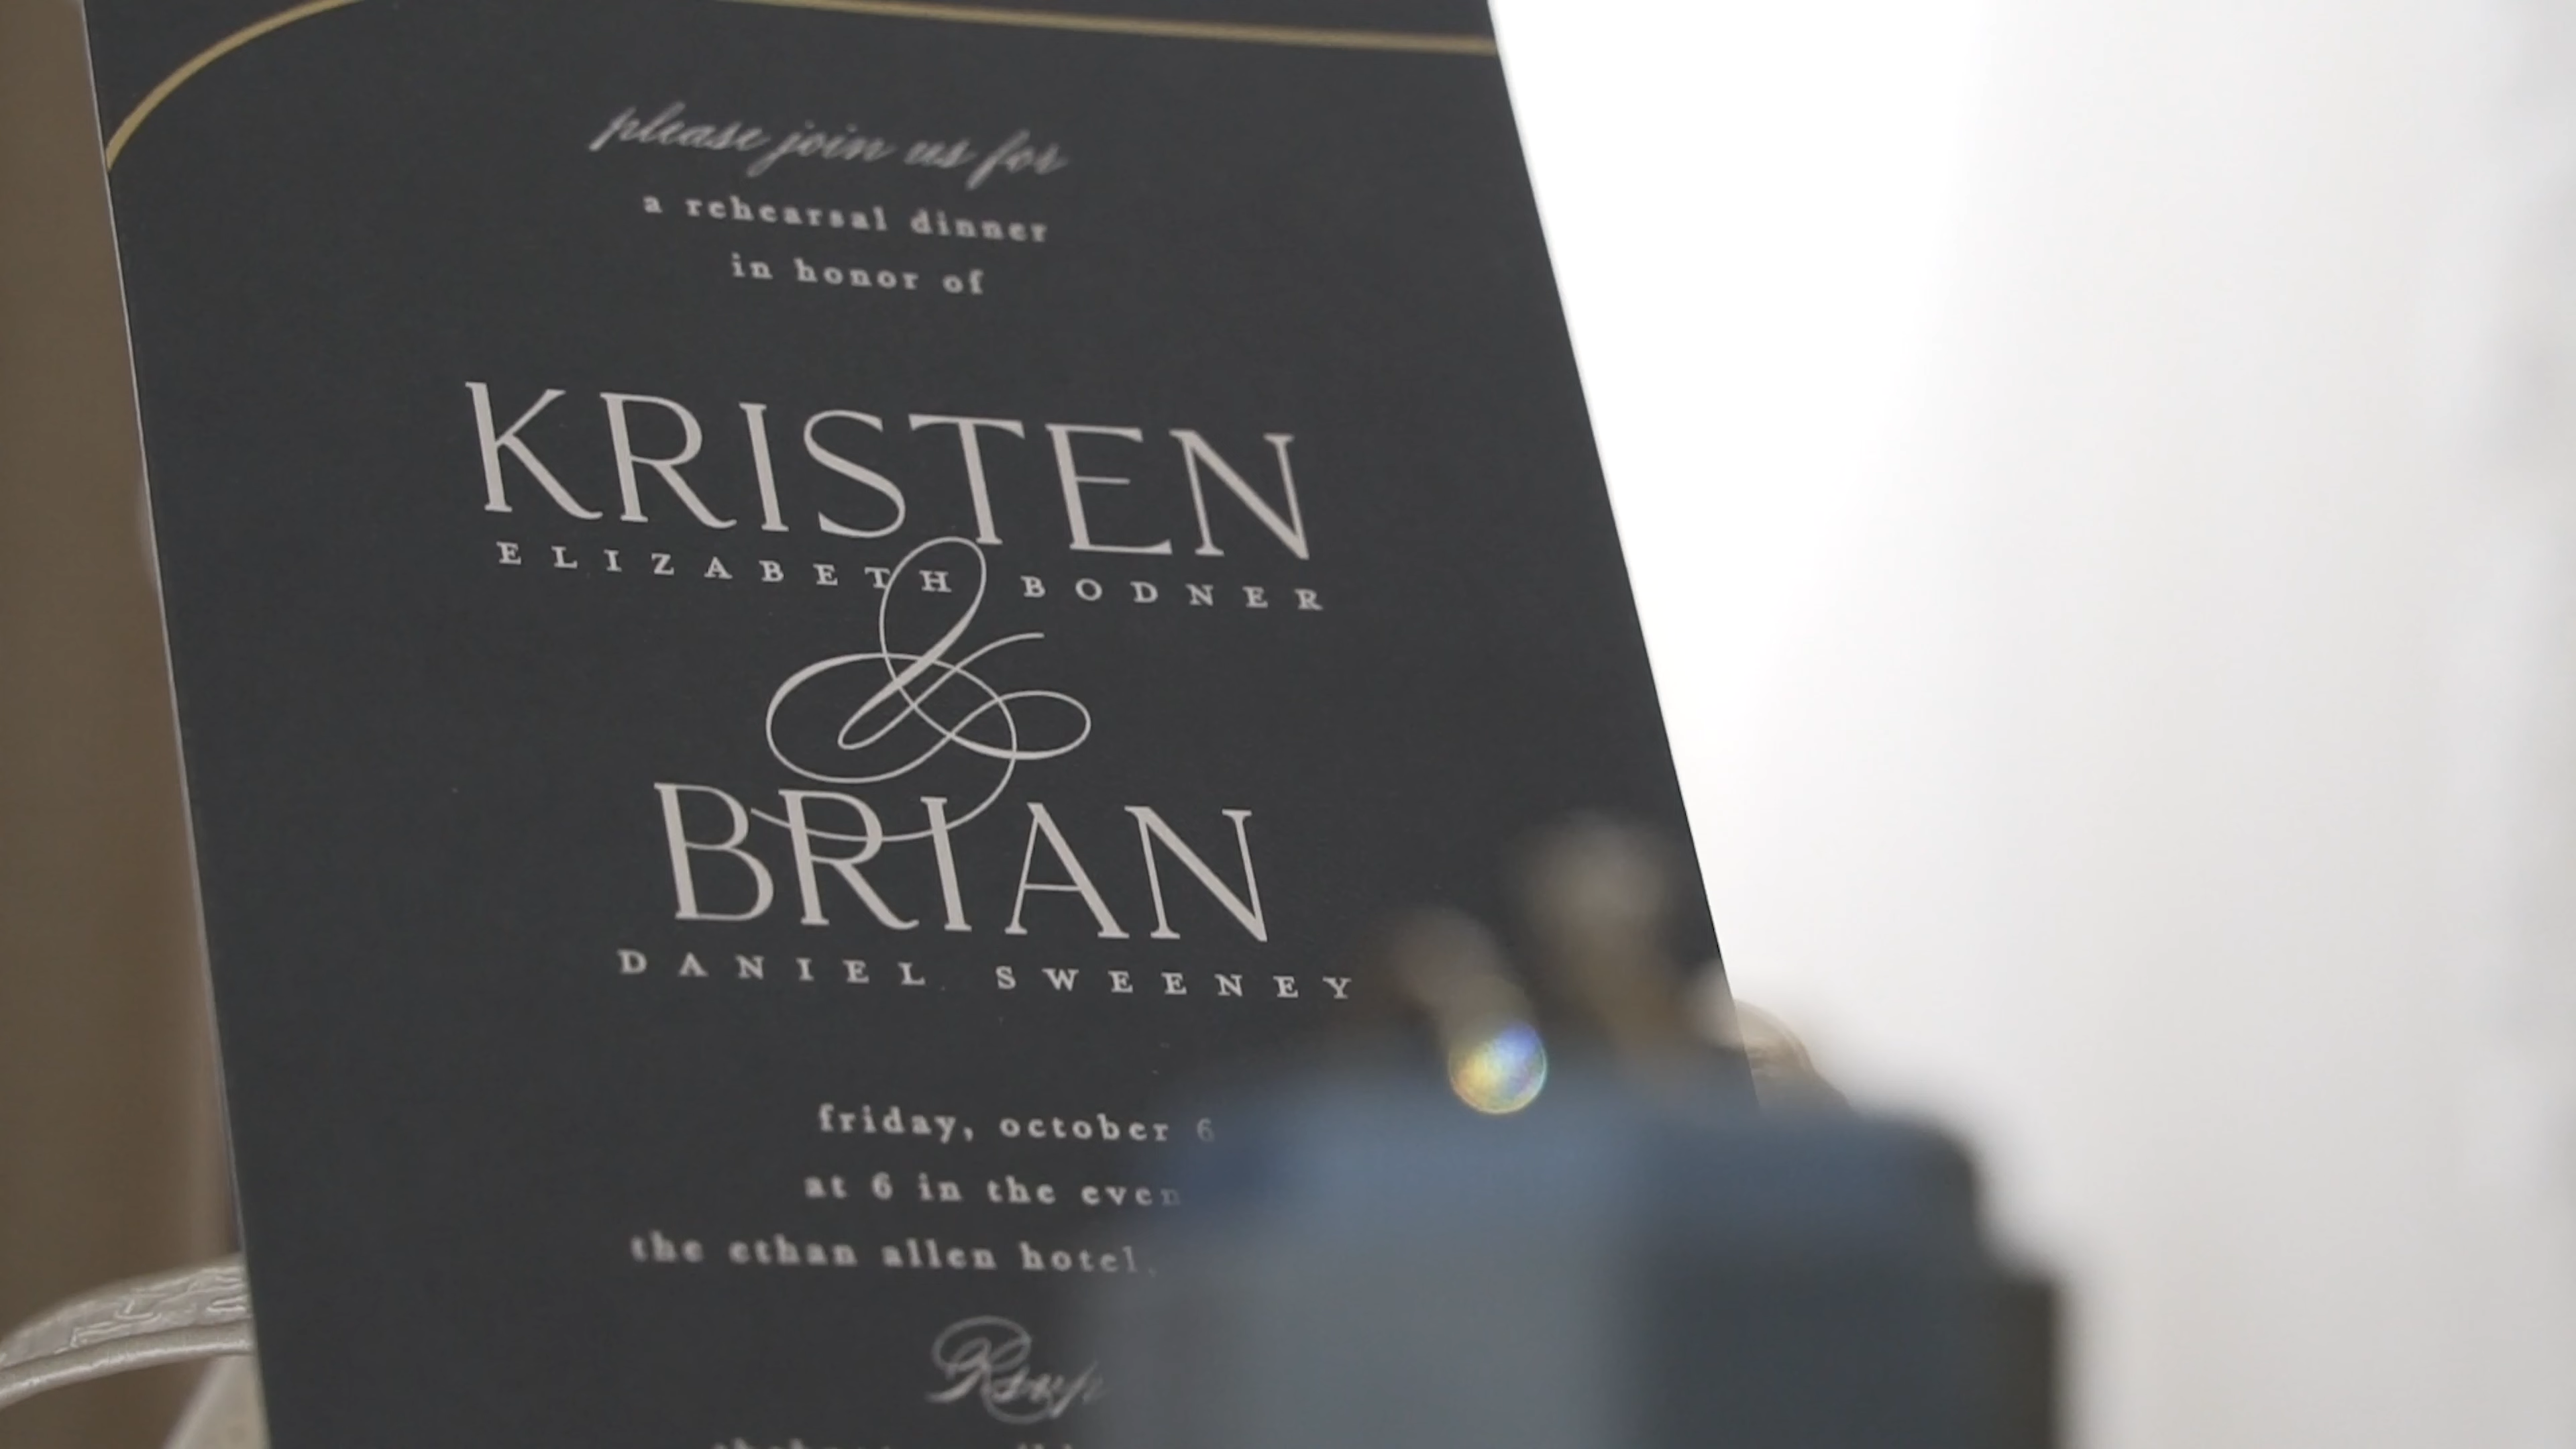 please join us for
a rehearsal dinner
in honor of
KRISTEN
ELIZABETH BODNER
&
BRIAN
DANIEL SWEENEY
friday, october 6
at 6 in the even
the ethan allen hotel,
Rsvp